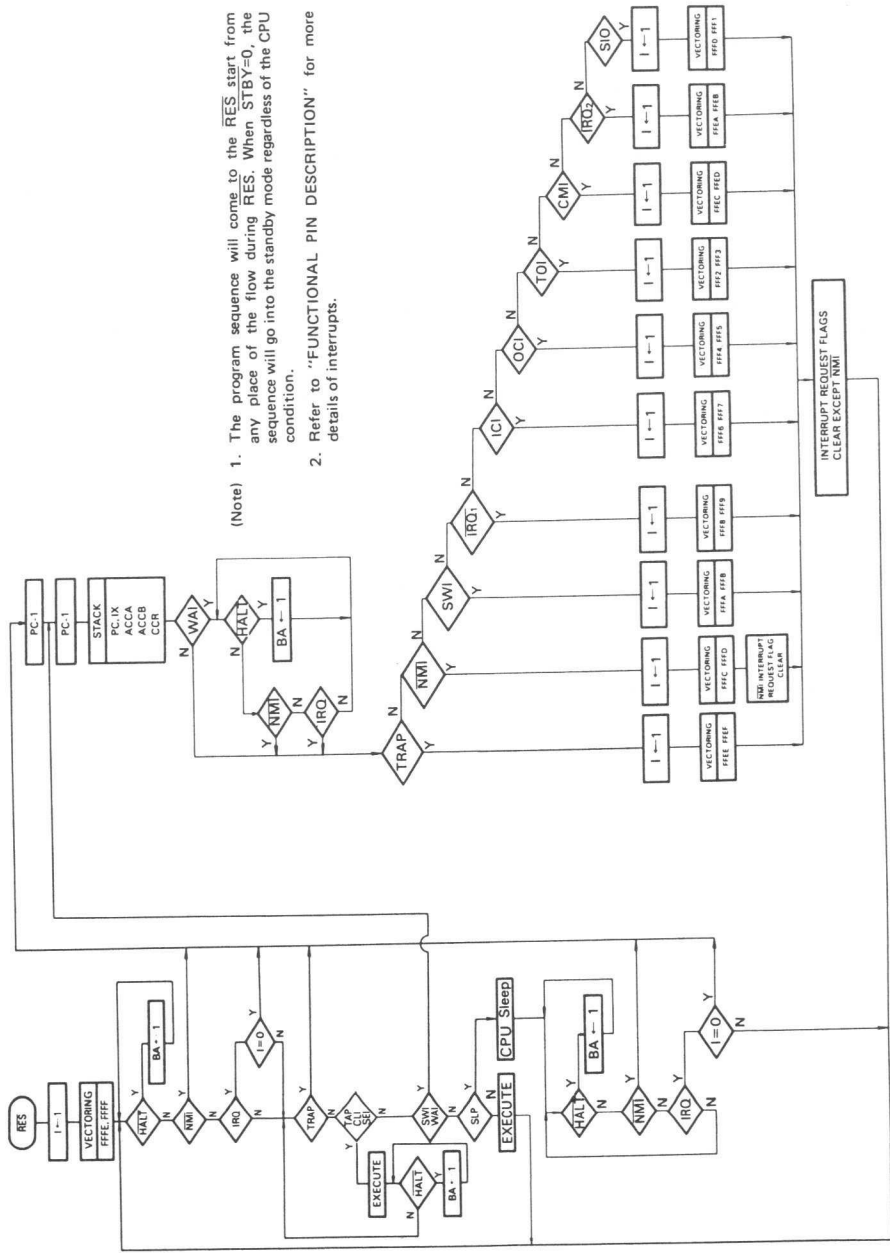 RES
I ← 1
VECTORING
FFFE, FFFF
HALT
Y
BA ← 1
N
NMI
Y
N
IRQ
Y
N
I=0
Y
N
TRAP
Y
N
TAP
CLI
SEI
Y
N
EXECUTE
HALT
N
Y
BA ← 1
SWI
WAI
Y
N
SLP
Y
N
EXECUTE
CPU Sleep
HALT
Y
BA ← 1
N
NMI
Y
N
IRQ
Y
N
I=0
Y
N
PC-1
PC-1
STACK
PC, IX
ACCA
ACCB
CCR
WAI
N
Y
HALT
N
Y
BA ← 1
NMI
Y
N
IRQ
Y
N
TRAP
N
Y
I ← 1
VECTORING
FFEE FFEF
NMI
N
Y
I ← 1
VECTORING
FFFC FFFD
NMI INTERRUPT
REQUEST FLAG
CLEAR
SWI
N
Y
I ← 1
VECTORING
FFFA FFFB
IRQ1
N
Y
I ← 1
VECTORING
FFF8 FFF9
ICI
N
Y
I ← 1
VECTORING
FFF6 FFF7
OCI
N
Y
I ← 1
VECTORING
FFF4 FFF5
TOI
N
Y
I ← 1
VECTORING
FFF2 FFF3
CMI
N
Y
I ← 1
VECTORING
FFEC FFED
IRQ2
N
Y
I ← 1
VECTORING
FFEA FFEB
SIO
Y
I ← 1
VECTORING
FFF0 FFF1
INTERRUPT REQUEST FLAGS
CLEAR EXCEPT NMI
(Note) 1. The program sequence will come to the RES start from
any place of the flow during RES. When STBY=0, the
sequence will go into the standby mode regardless of the CPU
condition.
2. Refer to "FUNCTIONAL PIN DESCRIPTION" for more
details of interrupts.